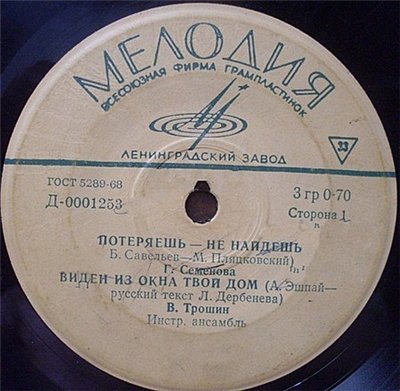 МЕЛОДИЯ
ВСЕСОЮЗНАЯ ФИРМА ГРАМПЛАСТИНОК
33
ЛЕНИНГРАДСКИЙ ЗАВОД
ГОСТ 5289-68
3 гр 0-70
Д-0001253
Сторона 1
ПОТЕРЯЕШЬ — НЕ НАЙДЕШЬ
Б. Савельев—М. Пляцковский)
Г. Семенова
ВИДЕН ИЗ ОКНА ТВОЙ ДОМ (А. Эшпай—
русский текст Л. Дербенева)
В. Трошин
Инстр. ансамбль